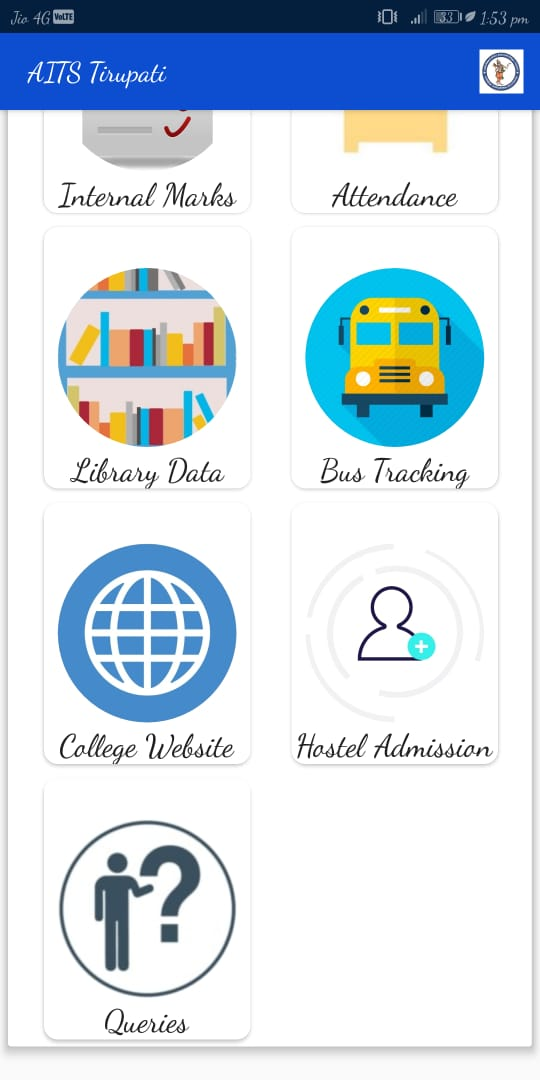 Jio 4G VoLTE 33 1:53 pm
AITS Tirupati
Internal Marks Attendance
Library Data Bus Tracking
College Website Hostel Admission
?
Queries